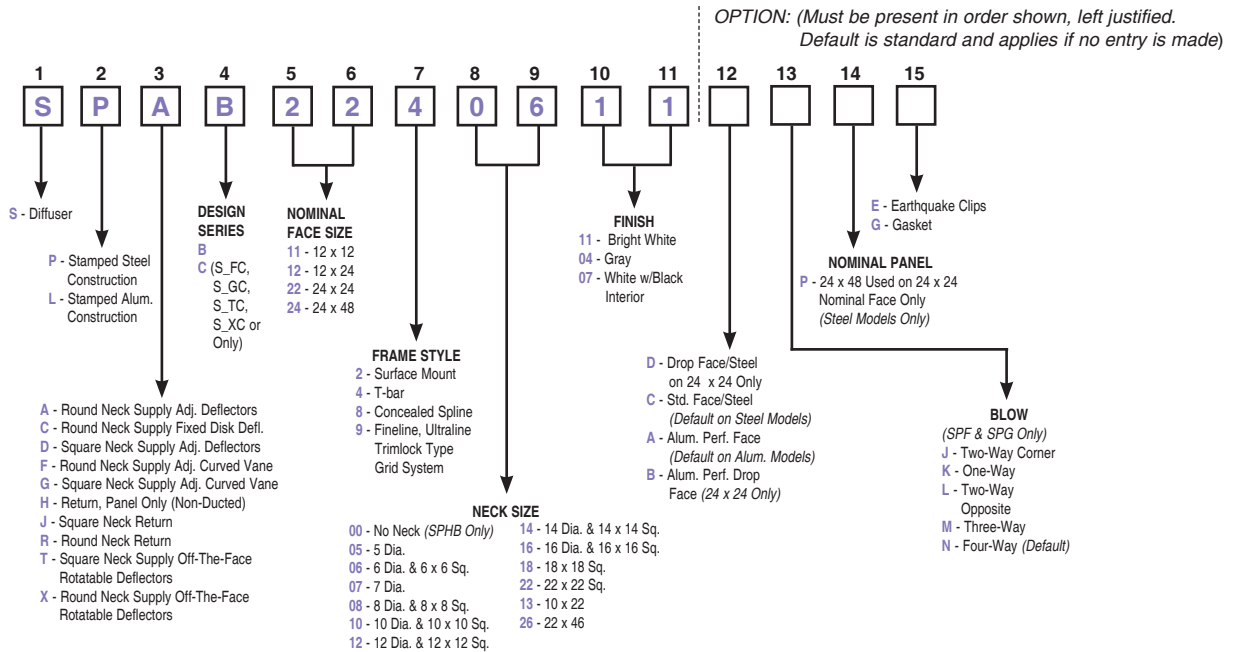 OPTION: (Must be present in order shown, left justified.
Default is standard and applies if no entry is made)
1 2 3 4 5 6 7 8 9 10 11 12 13 14 15
S P A B 2 2 4 0 6 1 1
S - Diffuser
P - Stamped Steel
Construction
L - Stamped Alum.
Construction
A - Round Neck Supply Adj. Deflectors
C - Round Neck Supply Fixed Disk Defl.
D - Square Neck Supply Adj. Deflectors
F - Round Neck Supply Adj. Curved Vane
G - Square Neck Supply Adj. Curved Vane
H - Return, Panel Only (Non-Ducted)
J - Square Neck Return
R - Round Neck Return
T - Square Neck Supply Off-The-Face
Rotatable Deflectors
X - Round Neck Supply Off-The-Face
Rotatable Deflectors
DESIGN
SERIES
B
C (S_FC,
S_GC,
S_TC,
S_XC or
Only)
NOMINAL
FACE SIZE
11 - 12 x 12
12 - 12 x 24
22 - 24 x 24
24 - 24 x 48
FRAME STYLE
2 - Surface Mount
4 - T-bar
8 - Concealed Spline
9 - Fineline, Ultraline
Trimlock Type
Grid System
NECK SIZE
00 - No Neck (SPHB Only)
05 - 5 Dia.
06 - 6 Dia. & 6 x 6 Sq.
07 - 7 Dia.
08 - 8 Dia. & 8 x 8 Sq.
10 - 10 Dia. & 10 x 10 Sq.
12 - 12 Dia. & 12 x 12 Sq.
14 - 14 Dia. & 14 x 14 Sq.
16 - 16 Dia. & 16 x 16 Sq.
18 - 18 x 18 Sq.
22 - 22 x 22 Sq.
13 - 10 x 22
26 - 22 x 46
FINISH
11 - Bright White
04 - Gray
07 - White w/Black
Interior
D - Drop Face/Steel
on 24 x 24 Only
C - Std. Face/Steel
(Default on Steel Models)
A - Alum. Perf. Face
(Default on Alum. Models)
B - Alum. Perf. Drop
Face (24 x 24 Only)
BLOW
(SPF & SPG Only)
J - Two-Way Corner
K - One-Way
L - Two-Way
Opposite
M - Three-Way
N - Four-Way (Default)
NOMINAL PANEL
P - 24 x 48 Used on 24 x 24
Nominal Face Only
(Steel Models Only)
E - Earthquake Clips
G - Gasket